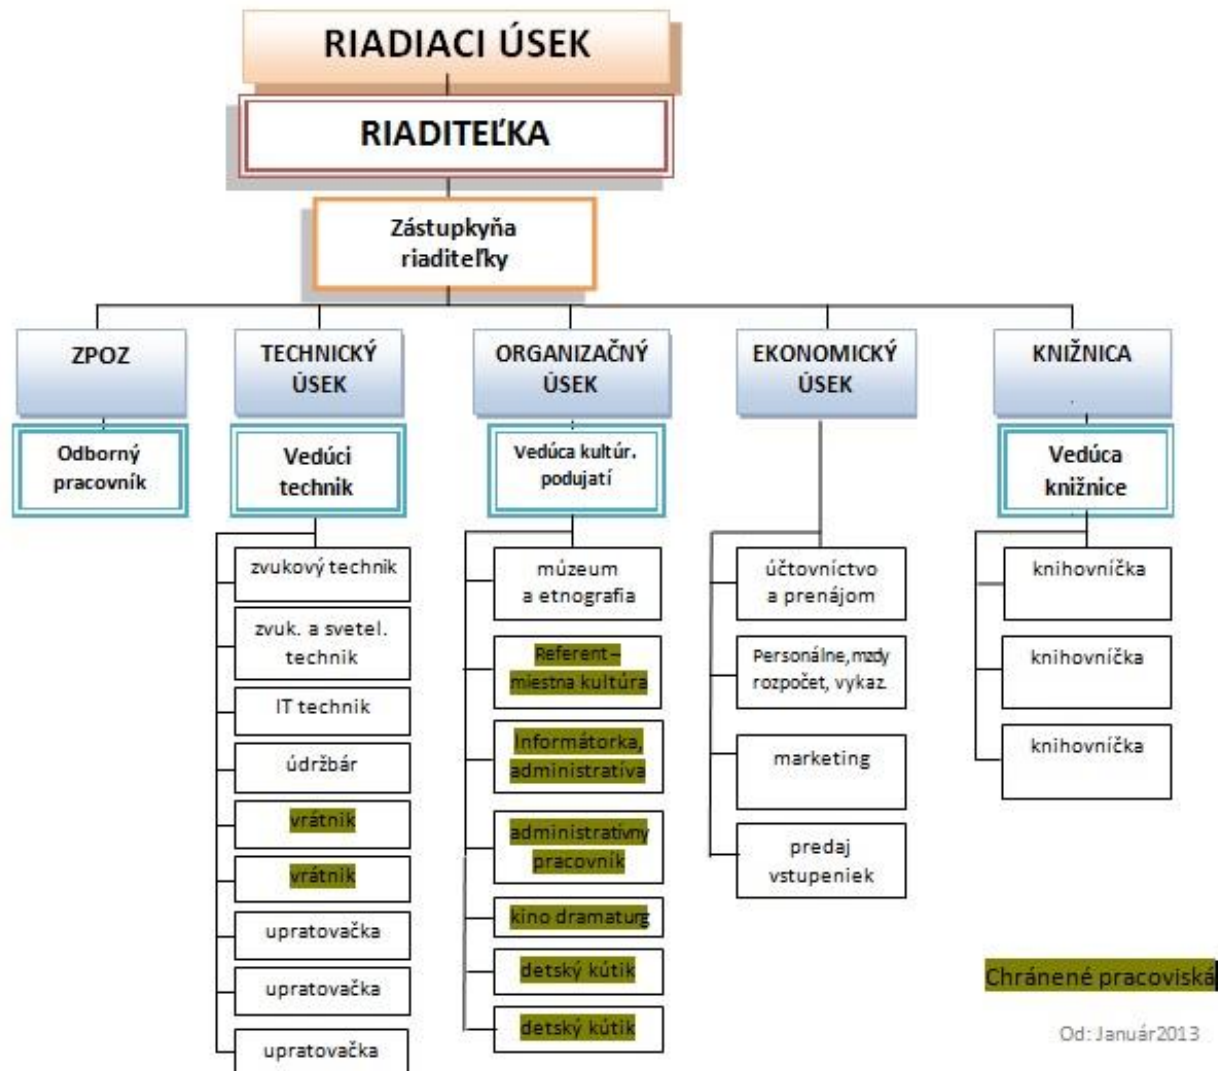 RIADIACI ÚSEK
RIADITEĽKA
Zástupkyňa
riaditeľky
ZPOZ
Odborný
pracovník
TECHNICKÝ
ÚSEK
Vedúci
technik
zvukový technik
zvuk. a svetel.
technik
IT technik
údržbár
vrátnik
vrátnik
upratovačka
upratovačka
upratovačka
ORGANIZAČNÝ
ÚSEK
Vedúca kultúr.
podujatí
múzeum
a etnografia
Referent –
miestna kultúra
Informátorka,
administratíva
administratívny
pracovník
kino dramaturg
detský kútik
detský kútik
EKONOMICKÝ
ÚSEK
účtovníctvo
a prenájom
Personálne, mzdy
rozpočet, vykaz.
marketing
predaj
vstupeniek
KNIŽNICA
Vedúca
knižnice
knihovníčka
knihovníčka
knihovníčka
Chránené pracoviská
Od: Január2013